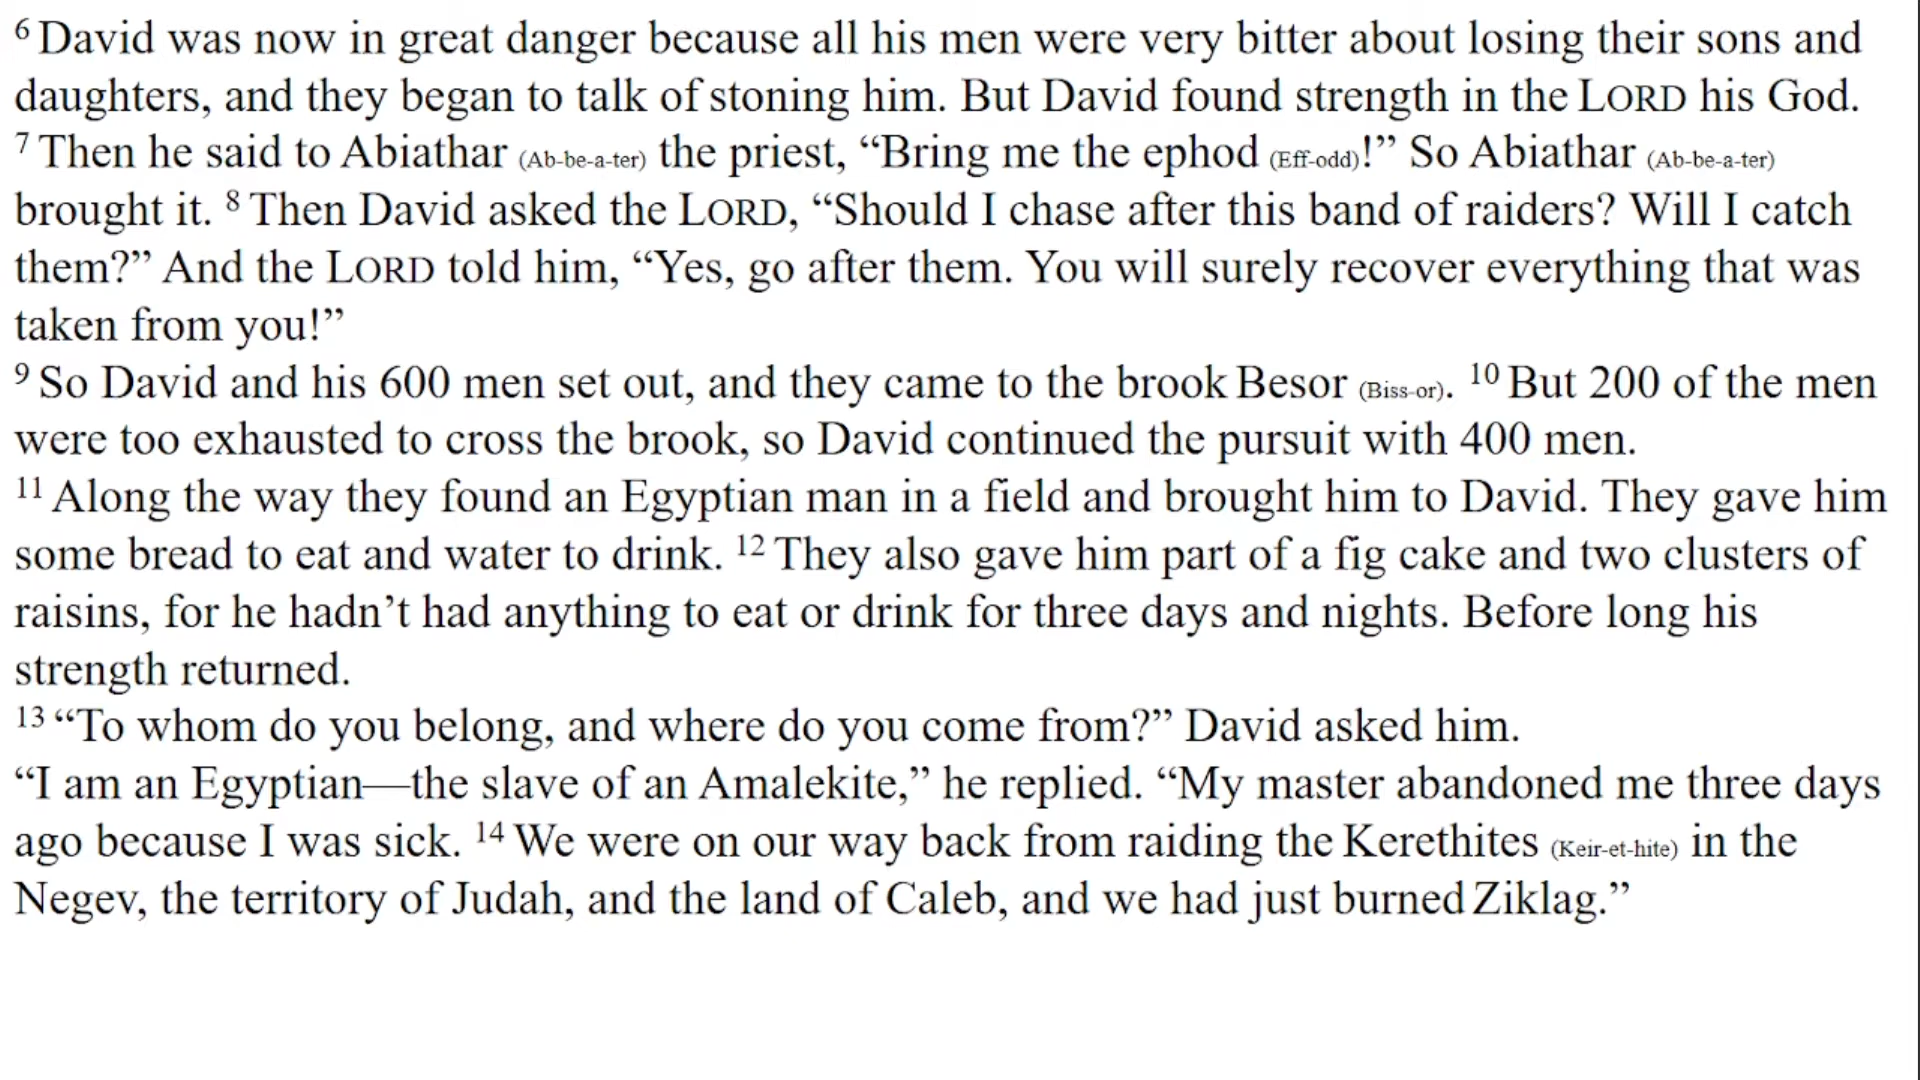 6 David was now in great danger because all his men were very bitter about losing their sons and
daughters, and they began to talk of stoning him. But David found strength in the LORD his God.
7 Then he said to Abiathar (Ab-be-a-ter) the priest, “Bring me the ephod (Eff-odd)!” So Abiathar (Ab-be-a-ter)
brought it. 8 Then David asked the LORD, “Should I chase after this band of raiders? Will I catch
them?” And the LORD told him, “Yes, go after them. You will surely recover everything that was
taken from you!”
9 So David and his 600 men set out, and they came to the brook Besor (Biss-or). 10 But 200 of the men
were too exhausted to cross the brook, so David continued the pursuit with 400 men.
11 Along the way they found an Egyptian man in a field and brought him to David. They gave him
some bread to eat and water to drink. 12 They also gave him part of a fig cake and two clusters of
raisins, for he hadn’t had anything to eat or drink for three days and nights. Before long his
strength returned.
13 “To whom do you belong, and where do you come from?” David asked him.
“I am an Egyptian—the slave of an Amalekite,” he replied. “My master abandoned me three days
ago because I was sick. 14 We were on our way back from raiding the Kerethites (Keir-et-hite) in the
Negev, the territory of Judah, and the land of Caleb, and we had just burned Ziklag.”